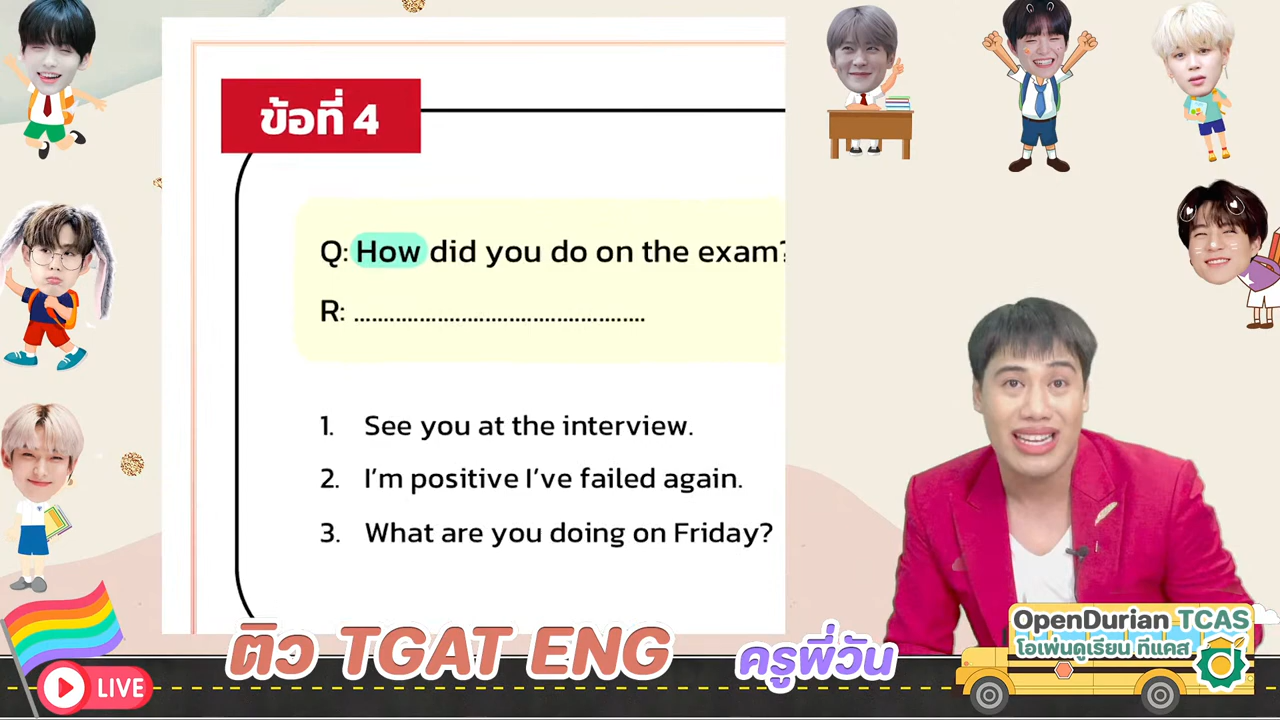 ข้อที่ 4
Q: How did you do on the exam?
R: ................................................
1. See you at the interview.
2. I’m positive I’ve failed again.
3. What are you doing on Friday?
ติว TGAT ENG
ครูพี่วัน
LIVE
OpenDurian TCAS
โอเพ่นดูเรียน ทีแคส